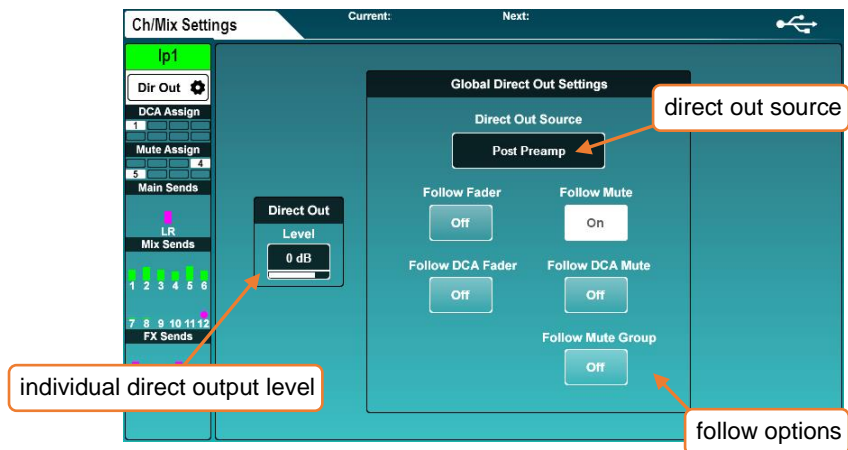 Ch/Mix Settings
Current:
Next:
Ip1
Dir Out
DCA Assign
1
Mute Assign
4
5
Main Sends
LR
Mix Sends
1 2 3 4 5 6
7 8 9 10 11 12
FX Sends
Direct Out
Level
0 dB
Global Direct Out Settings
Direct Out Source
Post Preamp
Follow Fader
Follow Mute
Off
On
Follow DCA Fader
Follow DCA Mute
Off
Off
Follow Mute Group
Off
direct out source
individual direct output level
follow options